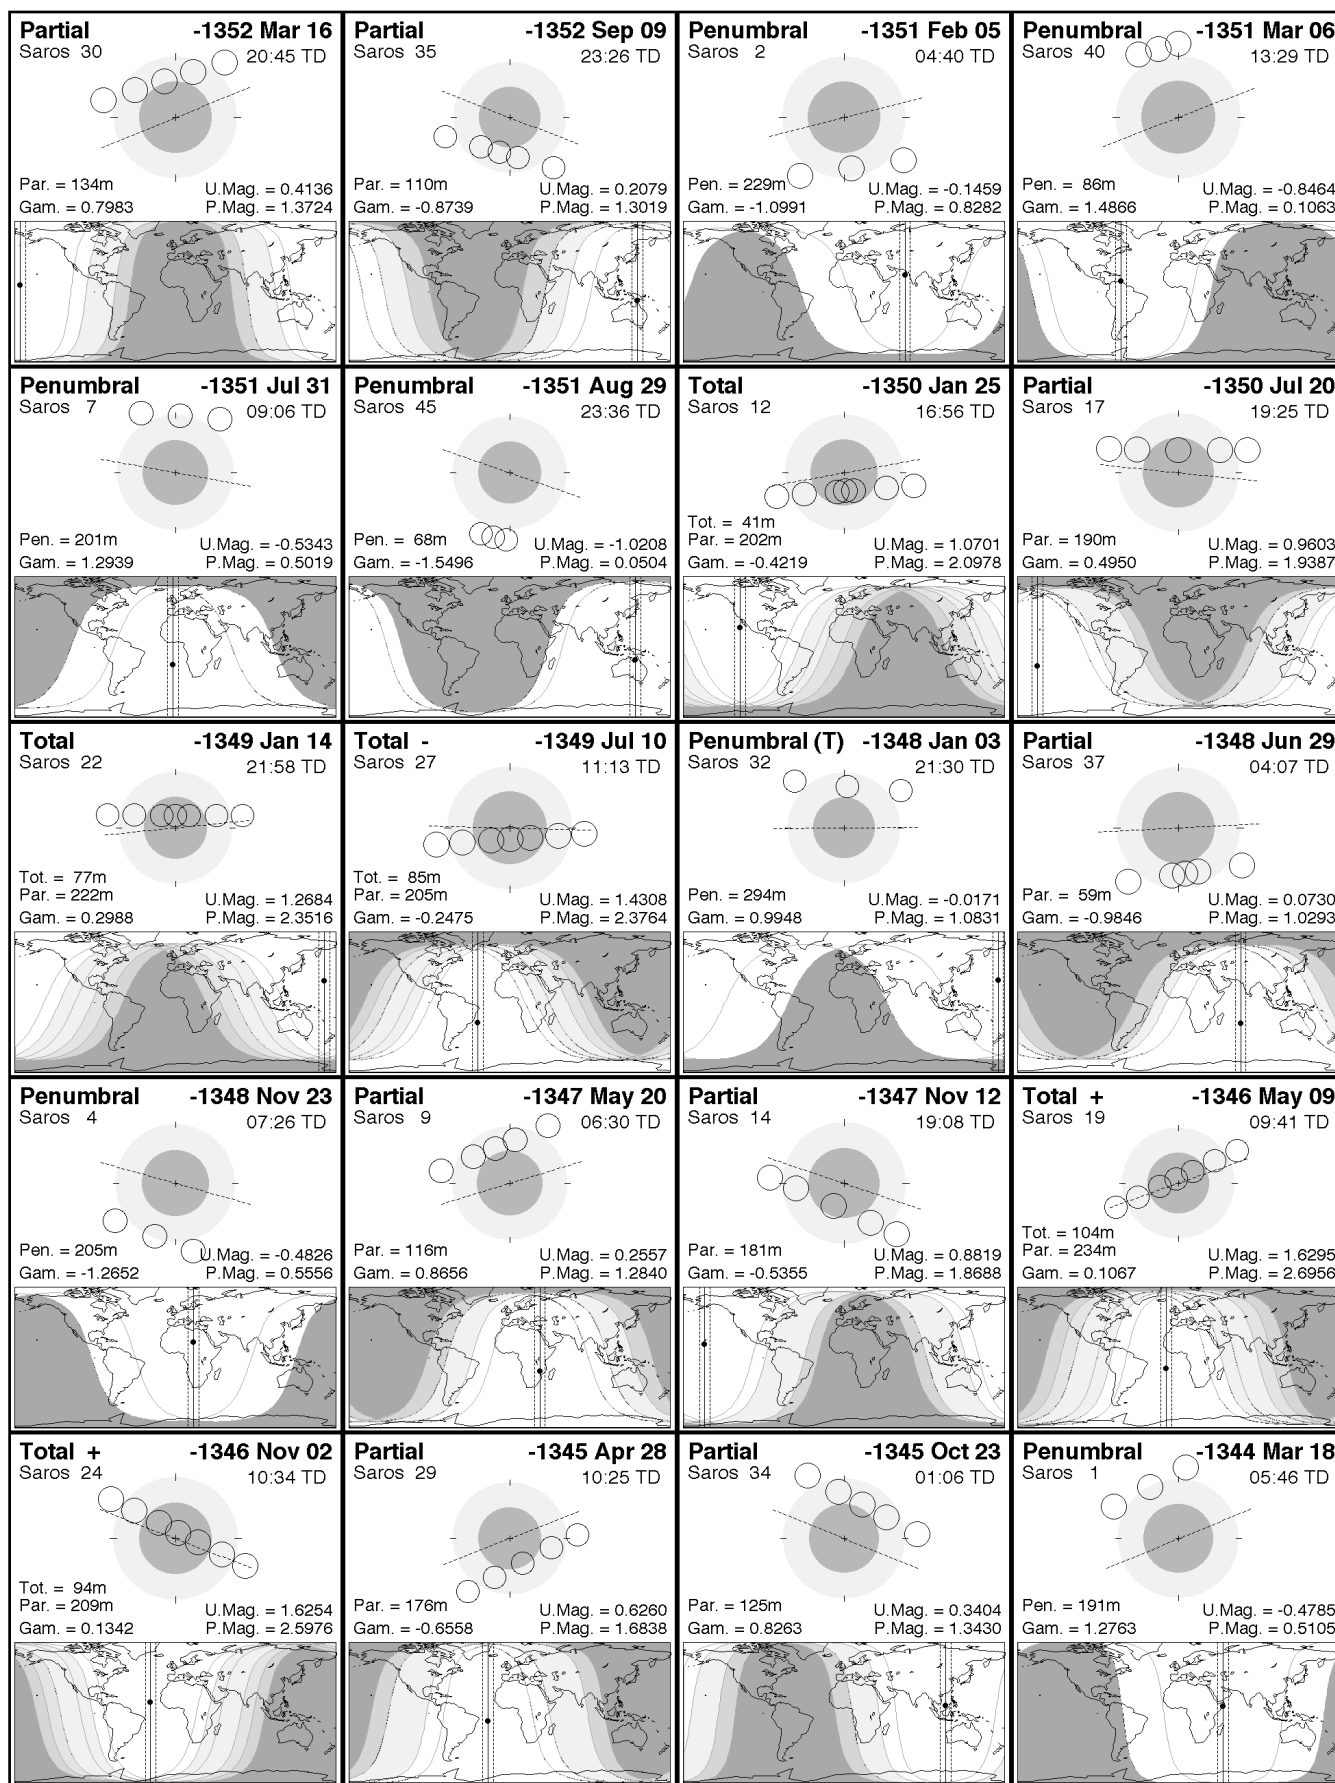 Partial -1352 Mar 16
Saros 30 20:45 TD
Par. = 134m U.Mag. = 0.4136
Gam. = 0.7983 P.Mag. = 1.3724
Partial -1352 Sep 09
Saros 35 23:26 TD
Par. = 110m U.Mag. = 0.2079
Gam. = -0.8739 P.Mag. = 1.3019
Penumbral -1351 Feb 05
Saros 2 04:40 TD
Pen. = 229m U.Mag. = -0.1459
Gam. = -1.0991 P.Mag. = 0.8282
Penumbral -1351 Mar 06
Saros 40 13:29 TD
Pen. = 86m U.Mag. = -0.8464
Gam. = 1.4866 P.Mag. = 0.1063
Penumbral -1351 Jul 31
Saros 7 09:06 TD
Pen. = 201m U.Mag. = -0.5343
Gam. = 1.2939 P.Mag. = 0.5019
Penumbral -1351 Aug 29
Saros 45 23:36 TD
Pen. = 68m U.Mag. = -1.0208
Gam. = -1.5496 P.Mag. = 0.0504
Total -1350 Jan 25
Saros 12 16:56 TD
Tot. = 41m
Par. = 202m U.Mag. = 1.0701
Gam. = -0.4219 P.Mag. = 2.0978
Partial -1350 Jul 20
Saros 17 19:25 TD
Par. = 190m U.Mag. = 0.9603
Gam. = 0.4950 P.Mag. = 1.9387
Total -1349 Jan 14
Saros 22 21:58 TD
Tot. = 77m
Par. = 222m U.Mag. = 1.2684
Gam. = 0.2988 P.Mag. = 2.3516
Total - -1349 Jul 10
Saros 27 11:13 TD
Tot. = 85m
Par. = 205m U.Mag. = 1.4308
Gam. = -0.2475 P.Mag. = 2.3764
Penumbral (T) -1348 Jan 03
Saros 32 21:30 TD
Pen. = 294m U.Mag. = -0.0171
Gam. = 0.9948 P.Mag. = 1.0831
Partial -1348 Jun 29
Saros 37 04:07 TD
Par. = 59m U.Mag. = 0.0730
Gam. = -0.9846 P.Mag. = 1.0293
Penumbral -1348 Nov 23
Saros 4 07:26 TD
Pen. = 205m U.Mag. = -0.4826
Gam. = -1.2652 P.Mag. = 0.5556
Partial -1347 May 20
Saros 9 06:30 TD
Par. = 116m U.Mag. = 0.2557
Gam. = 0.8656 P.Mag. = 1.2840
Partial -1347 Nov 12
Saros 14 19:08 TD
Par. = 181m U.Mag. = 0.8819
Gam. = -0.5355 P.Mag. = 1.8688
Total + -1346 May 09
Saros 19 09:41 TD
Tot. = 104m
Par. = 234m U.Mag. = 1.6295
Gam. = 0.1067 P.Mag. = 2.6956
Total + -1346 Nov 02
Saros 24 10:34 TD
Tot. = 94m
Par. = 209m U.Mag. = 1.6254
Gam. = 0.1342 P.Mag. = 2.5976
Partial -1345 Apr 28
Saros 29 10:25 TD
Par. = 176m U.Mag. = 0.6260
Gam. = -0.6558 P.Mag. = 1.6838
Partial -1345 Oct 23
Saros 34 01:06 TD
Par. = 125m U.Mag. = 0.3404
Gam. = 0.8263 P.Mag. = 1.3430
Penumbral -1344 Mar 18
Saros 1 05:46 TD
Pen. = 191m U.Mag. = -0.4785
Gam. = 1.2763 P.Mag. = 0.5105